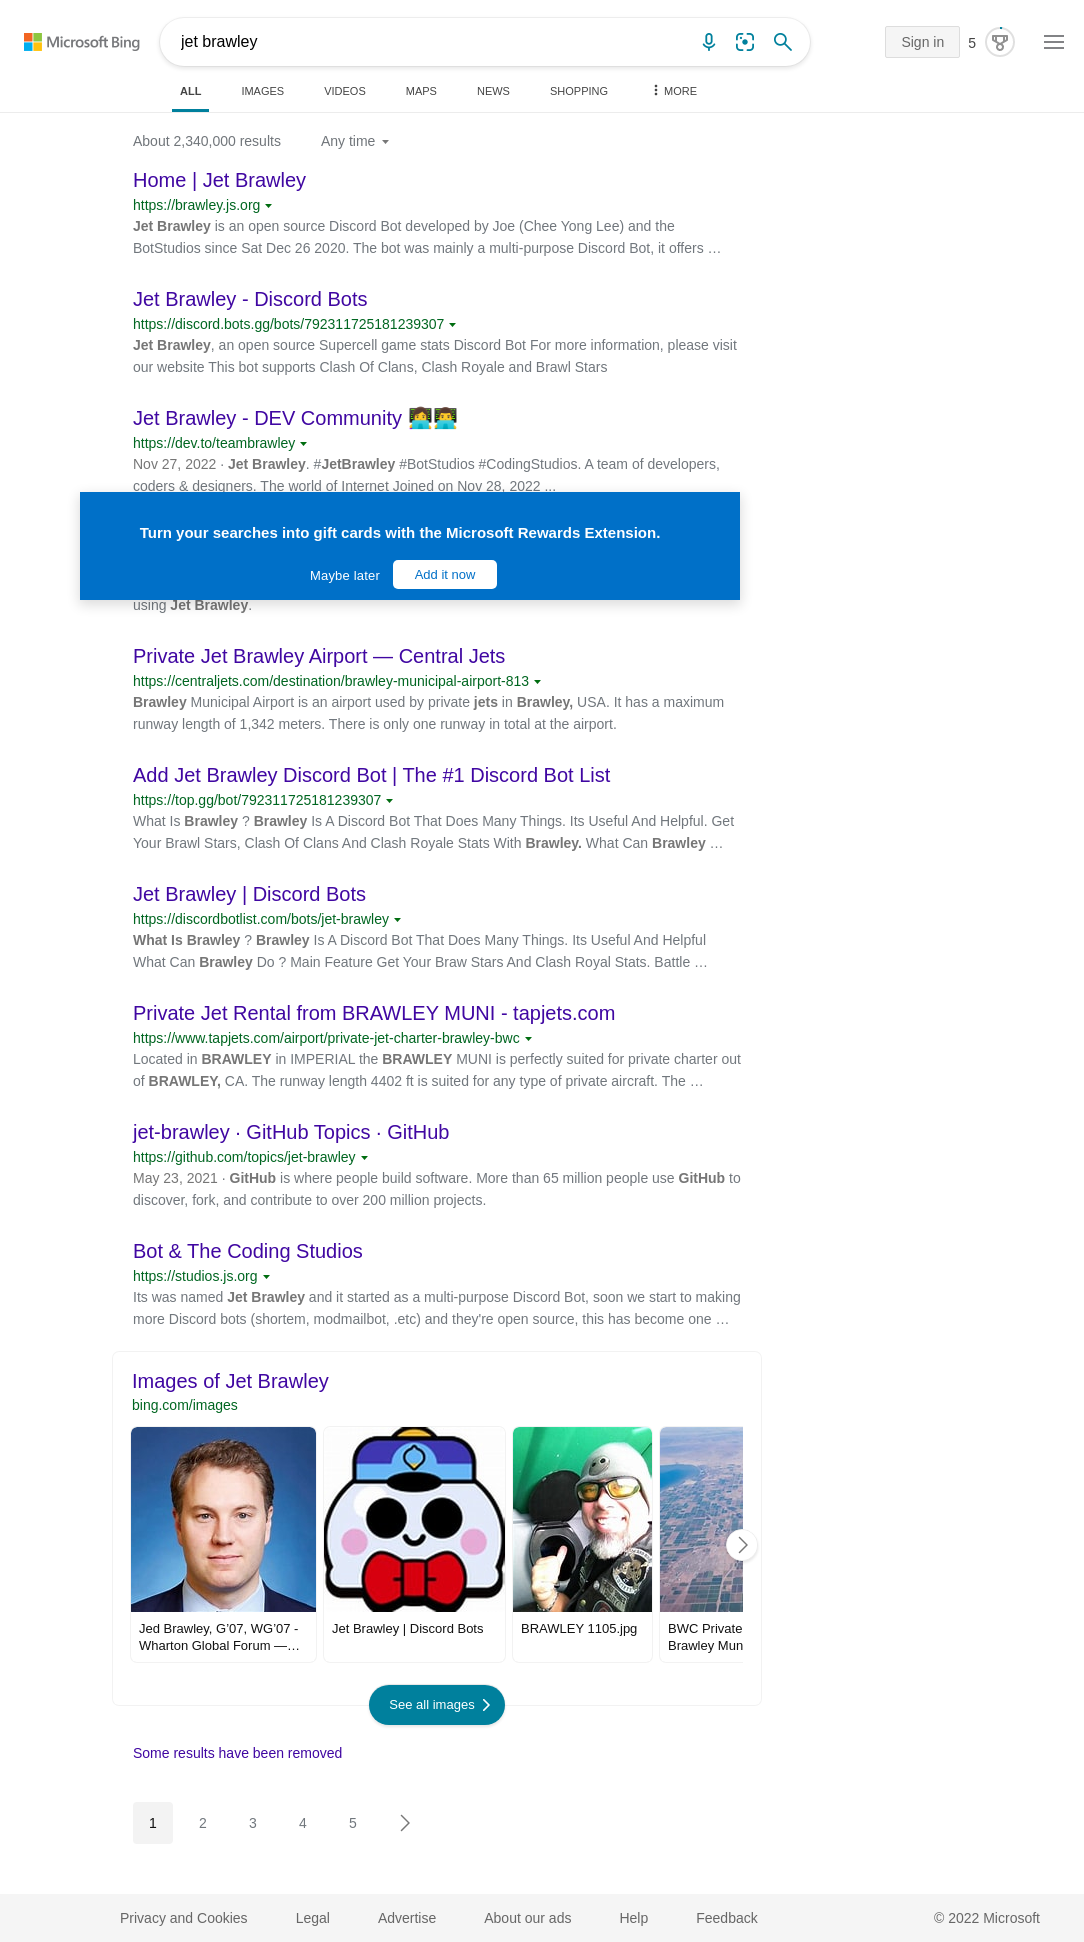 Microsoft Bing
jet brawley
Sign in
5
ALL
IMAGES
VIDEOS
MAPS
NEWS
SHOPPING
MORE
About 2,340,000 results
Any time
Home | Jet Brawley
https://brawley.js.org
Jet Brawley is an open source Discord Bot developed by Joe (Chee Yong Lee) and the
BotStudios since Sat Dec 26 2020. The bot was mainly a multi-purpose Discord Bot, it offers …
Jet Brawley - Discord Bots
https://discord.bots.gg/bots/792311725181239307
Jet Brawley, an open source Supercell game stats Discord Bot For more information, please visit
our website This bot supports Clash Of Clans, Clash Royale and Brawl Stars
Jet Brawley - DEV Community 👩‍💻👨‍💻
https://dev.to/teambrawley
Nov 27, 2022 · Jet Brawley. #JetBrawley #BotStudios #CodingStudios. A team of developers,
coders & designers. The world of Internet Joined on Nov 28, 2022 ...
Turn your searches into gift cards with the Microsoft Rewards Extension.
Maybe later
Add it now
using Jet Brawley.
Private Jet Brawley Airport — Central Jets
https://centraljets.com/destination/brawley-municipal-airport-813
Brawley Municipal Airport is an airport used by private jets in Brawley, USA. It has a maximum
runway length of 1,342 meters. There is only one runway in total at the airport.
Add Jet Brawley Discord Bot | The #1 Discord Bot List
https://top.gg/bot/792311725181239307
What Is Brawley ? Brawley Is A Discord Bot That Does Many Things. Its Useful And Helpful. Get
Your Brawl Stars, Clash Of Clans And Clash Royale Stats With Brawley. What Can Brawley …
Jet Brawley | Discord Bots
https://discordbotlist.com/bots/jet-brawley
What Is Brawley ? Brawley Is A Discord Bot That Does Many Things. Its Useful And Helpful
What Can Brawley Do ? Main Feature Get Your Braw Stars And Clash Royal Stats. Battle …
Private Jet Rental from BRAWLEY MUNI - tapjets.com
https://www.tapjets.com/airport/private-jet-charter-brawley-bwc
Located in BRAWLEY in IMPERIAL the BRAWLEY MUNI is perfectly suited for private charter out
of BRAWLEY, CA. The runway length 4402 ft is suited for any type of private aircraft. The …
jet-brawley · GitHub Topics · GitHub
https://github.com/topics/jet-brawley
May 23, 2021 · GitHub is where people build software. More than 65 million people use GitHub to
discover, fork, and contribute to over 200 million projects.
Bot & The Coding Studios
https://studios.js.org
Its was named Jet Brawley and it started as a multi-purpose Discord Bot, soon we start to making
more Discord bots (shortem, modmailbot, .etc) and they're open source, this has become one …
Images of Jet Brawley
bing.com/images
Jed Brawley, G'07, WG'07 -
Wharton Global Forum —…
Jet Brawley | Discord Bots
BRAWLEY 1105.jpg
BWC Private
Brawley Mun
See all images
Some results have been removed
1
2
3
4
5
Privacy and Cookies
Legal
Advertise
About our ads
Help
Feedback
© 2022 Microsoft